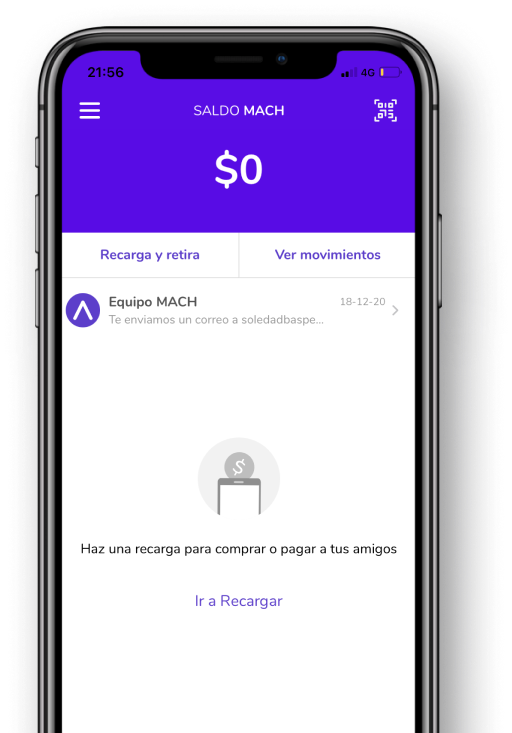 21:56
4G
SALDO MACH
$0
Recarga y retira
Ver movimientos
Equipo MACH
18-12-20
Te enviamos un correo a soledadbaspe...
$
Haz una recarga para comprar o pagar a tus amigos
Ir a Recargar